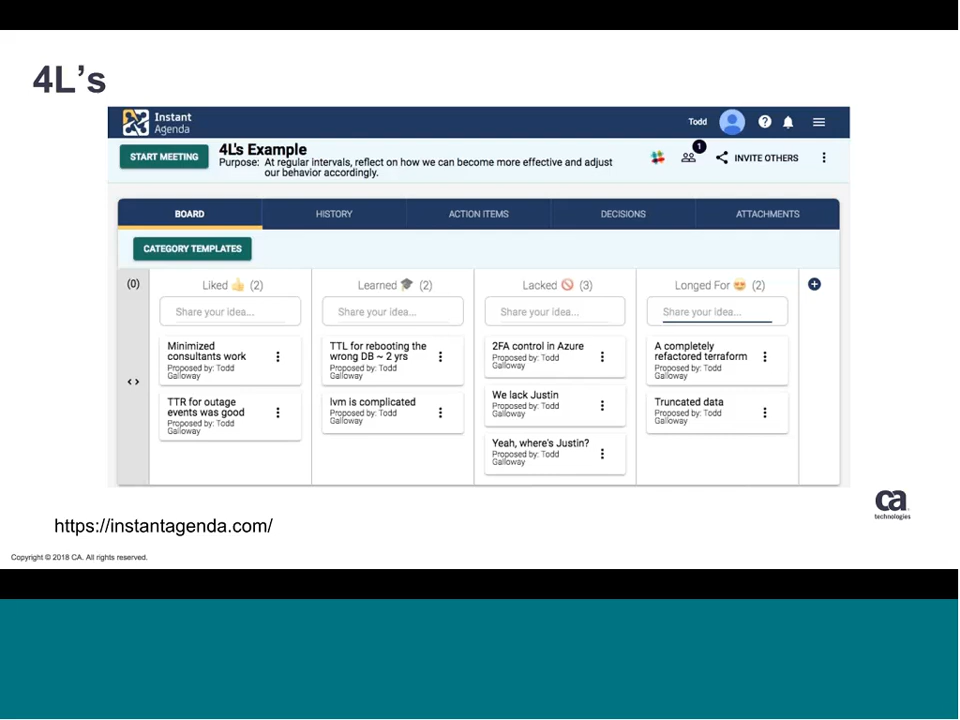 4L's
Instant
Agenda
Todd
START MEETING
4L's Example
Purpose: At regular intervals, reflect on how we can become more effective and adjust
our behavior accordingly.
1
INVITE OTHERS
BOARD
HISTORY
ACTION ITEMS
DECISIONS
ATTACHMENTS
CATEGORY TEMPLATES
(0)
Liked 👍 (2)
Share your idea...
Minimized
consultants work
Proposed by: Todd
Galloway
TTR for outage
events was good
Proposed by: Todd
Galloway
Learned 🎓 (2)
Share your idea...
TTL for rebooting the
wrong DB ~ 2 yrs
Proposed by: Todd
Galloway
lvm is complicated
Proposed by: Todd
Galloway
Lacked 🚫 (3)
Share your idea...
2FA control in Azure
Proposed by: Todd
Galloway
We lack Justin
Proposed by: Todd
Galloway
Yeah, where's Justin?
Proposed by: Todd
Galloway
Longed For 😍 (2)
Share your idea...
A completely
refactored terraform
Proposed by: Todd
Galloway
Truncated data
Proposed by: Todd
Galloway
https://instantagenda.com/
ca
technologies
Copyright © 2018 CA. All rights reserved.